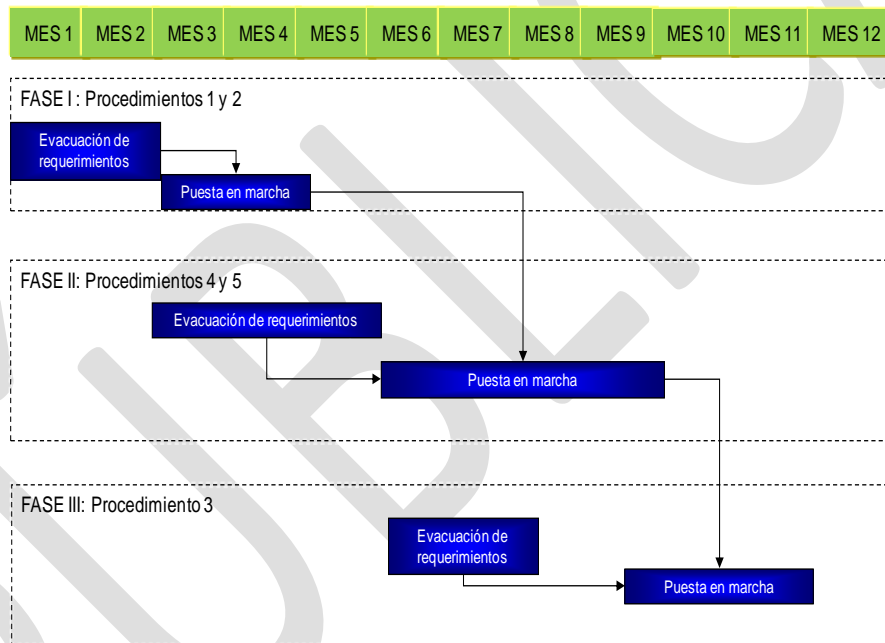 MES 1 MES 2 MES 3 MES 4 MES 5 MES 6 MES 7 MES 8 MES 9 MES 10 MES 11 MES 12
FASE I : Procedimientos 1 y 2
Evacuación de
requerimientos
Puesta en marcha
FASE II: Procedimientos 4 y 5
Evacuación de requerimientos
Puesta en marcha
FASE III: Procedimiento 3
Evacuación de
requerimientos
Puesta en marcha